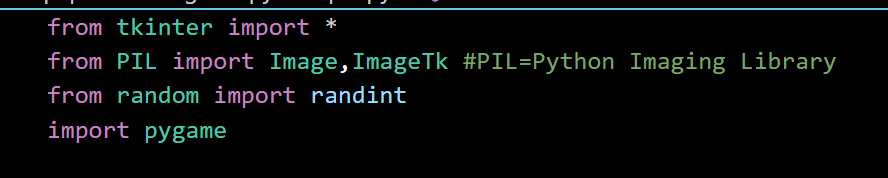 from tkinter import *
from PIL import Image,ImageTk #PIL=Python Imaging Library
from random import randint
import pygame